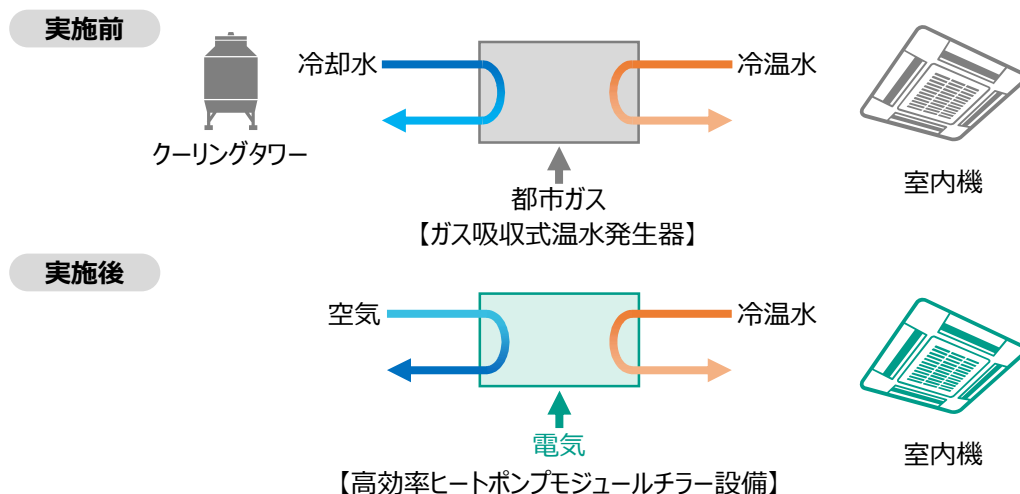 実施前
冷却水
冷温水
クーリングタワー
室内機
都市ガス
【ガス吸収式温水発生器】
実施後
空気
冷温水
電気
室内機
【高効率ヒートポンプモジュールチラー設備】